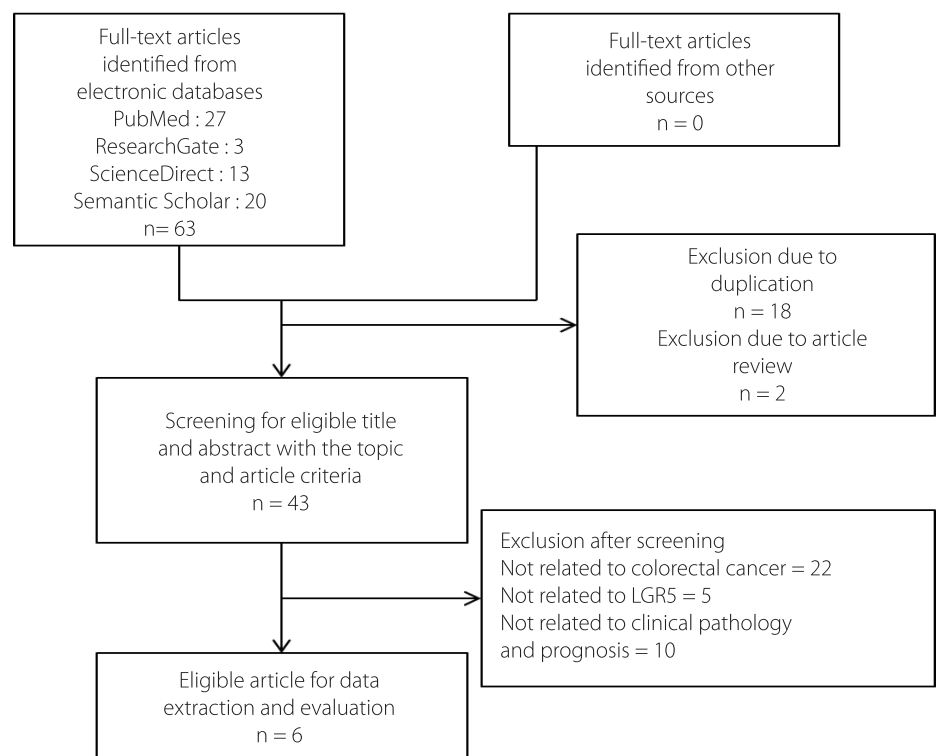 Full-text articles
identified from
electronic databases
PubMed : 27
ResearchGate : 3
ScienceDirect : 13
Semantic Scholar : 20
n= 63
Full-text articles
identified from other
sources
n = 0
Exclusion due to
duplication
n = 18
Exclusion due to article
review
n = 2
Screening for eligible title
and abstract with the topic
and article criteria
n = 43
Exclusion after screening
Not related to colorectal cancer = 22
Not related to LGR5 = 5
Not related to clinical pathology
and prognosis = 10
Eligible article for data
extraction and evaluation
n = 6